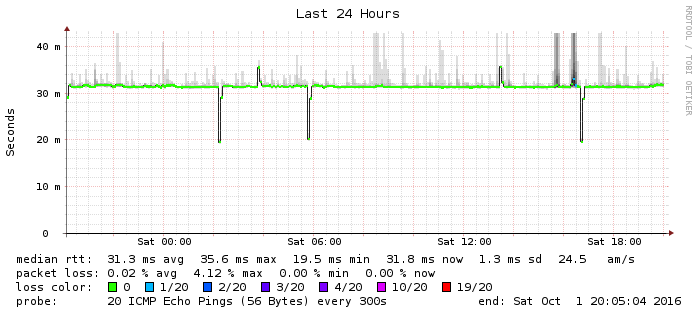 Last 24 Hours
RRDTOOL / TOBI OETIKER
Seconds
40 m
30 m
20 m
10 m
0
Sat 00:00 Sat 06:00 Sat 12:00 Sat 18:00
median rtt: 31.3 ms avg 35.6 ms max 19.5 ms min 31.8 ms now 1.3 ms sd 24.5 am/s
packet loss: 0.02 % avg 4.12 % max 0.00 % min 0.00 % now
loss color: 0 1/20 2/20 3/20 4/20 10/20 19/20
probe: 20 ICMP Echo Pings (56 Bytes) every 300s end: Sat Oct 1 20:05:04 2016